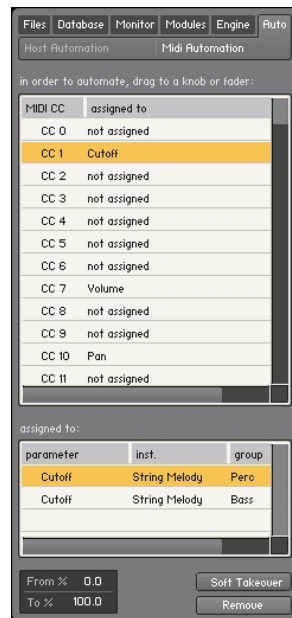 Files Database Monitor Modules Engine Auto
Host Automation Midi Automation
in order to automate, drag to a knob or fader:
MIDI CC assigned to
CC 0 not assigned
CC 1 Cutoff
CC 2 not assigned
CC 3 not assigned
CC 4 not assigned
CC 5 not assigned
CC 6 not assigned
CC 7 Volume
CC 8 not assigned
CC 9 not assigned
CC 10 Pan
CC 11 not assigned
assigned to:
parameter inst. group
Cutoff String Melody Perc
Cutoff String Melody Bass
From % 0.0 Soft Takeover
To % 100.0 Remove